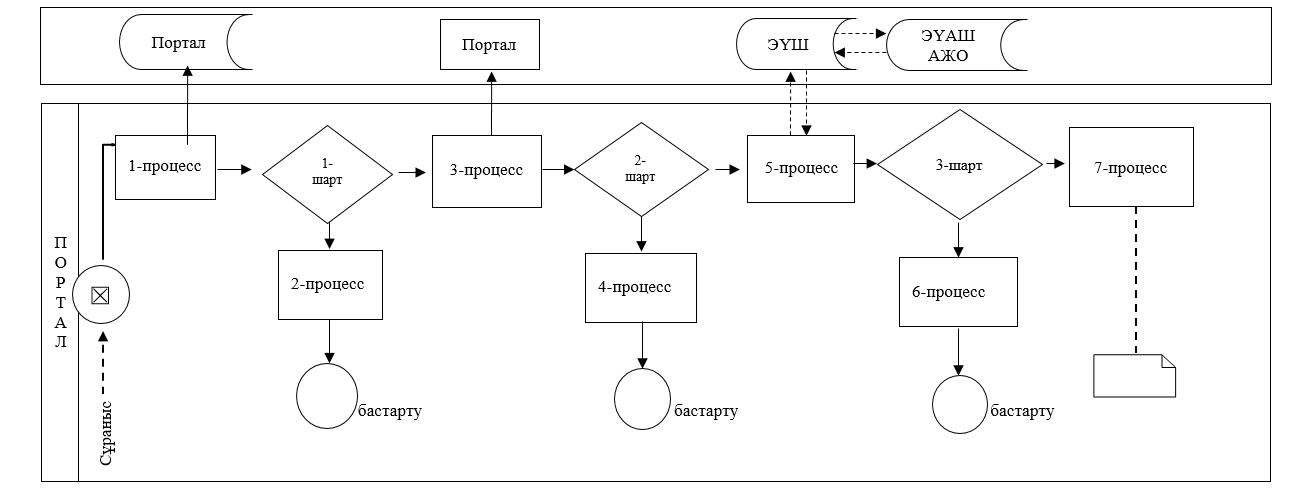 Портал
Портал
ЭҮШ
ЭҮАШ
АЖО
ПОРТАЛ
1-процесс
1-
шарт
3-процесс
2-
шарт
5-процесс
3-шарт
7-процесс
2-процесс
4-процесс
6-процесс
бастарту
бастарту
бастарту
Сұраныс